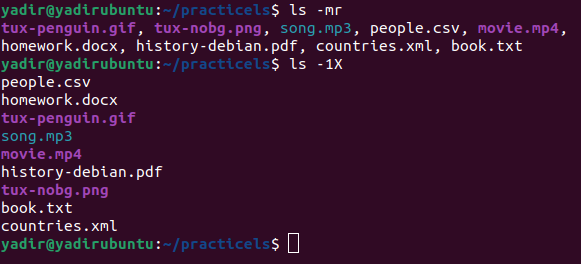 yadir@yadirubuntu:~/practicels$ ls -mr
tux-penguin.gif, tux-nobg.png, song.mp3, people.csv, movie.mp4,
homework.docx, history-debian.pdf, countries.xml, book.txt
yadir@yadirubuntu:~/practicels$ ls -1X
people.csv
homework.docx
tux-penguin.gif
song.mp3
movie.mp4
history-debian.pdf
tux-nobg.png
book.txt
countries.xml
yadir@yadirubuntu:~/practicels$